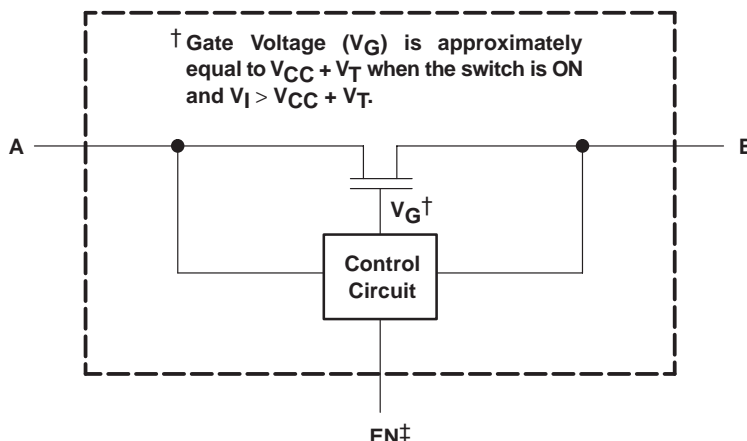 † Gate Voltage (VG) is approximately
equal to VCC + VT when the switch is ON
and VI > VCC + VT.
A
B
VG†
Control
Circuit
EN‡